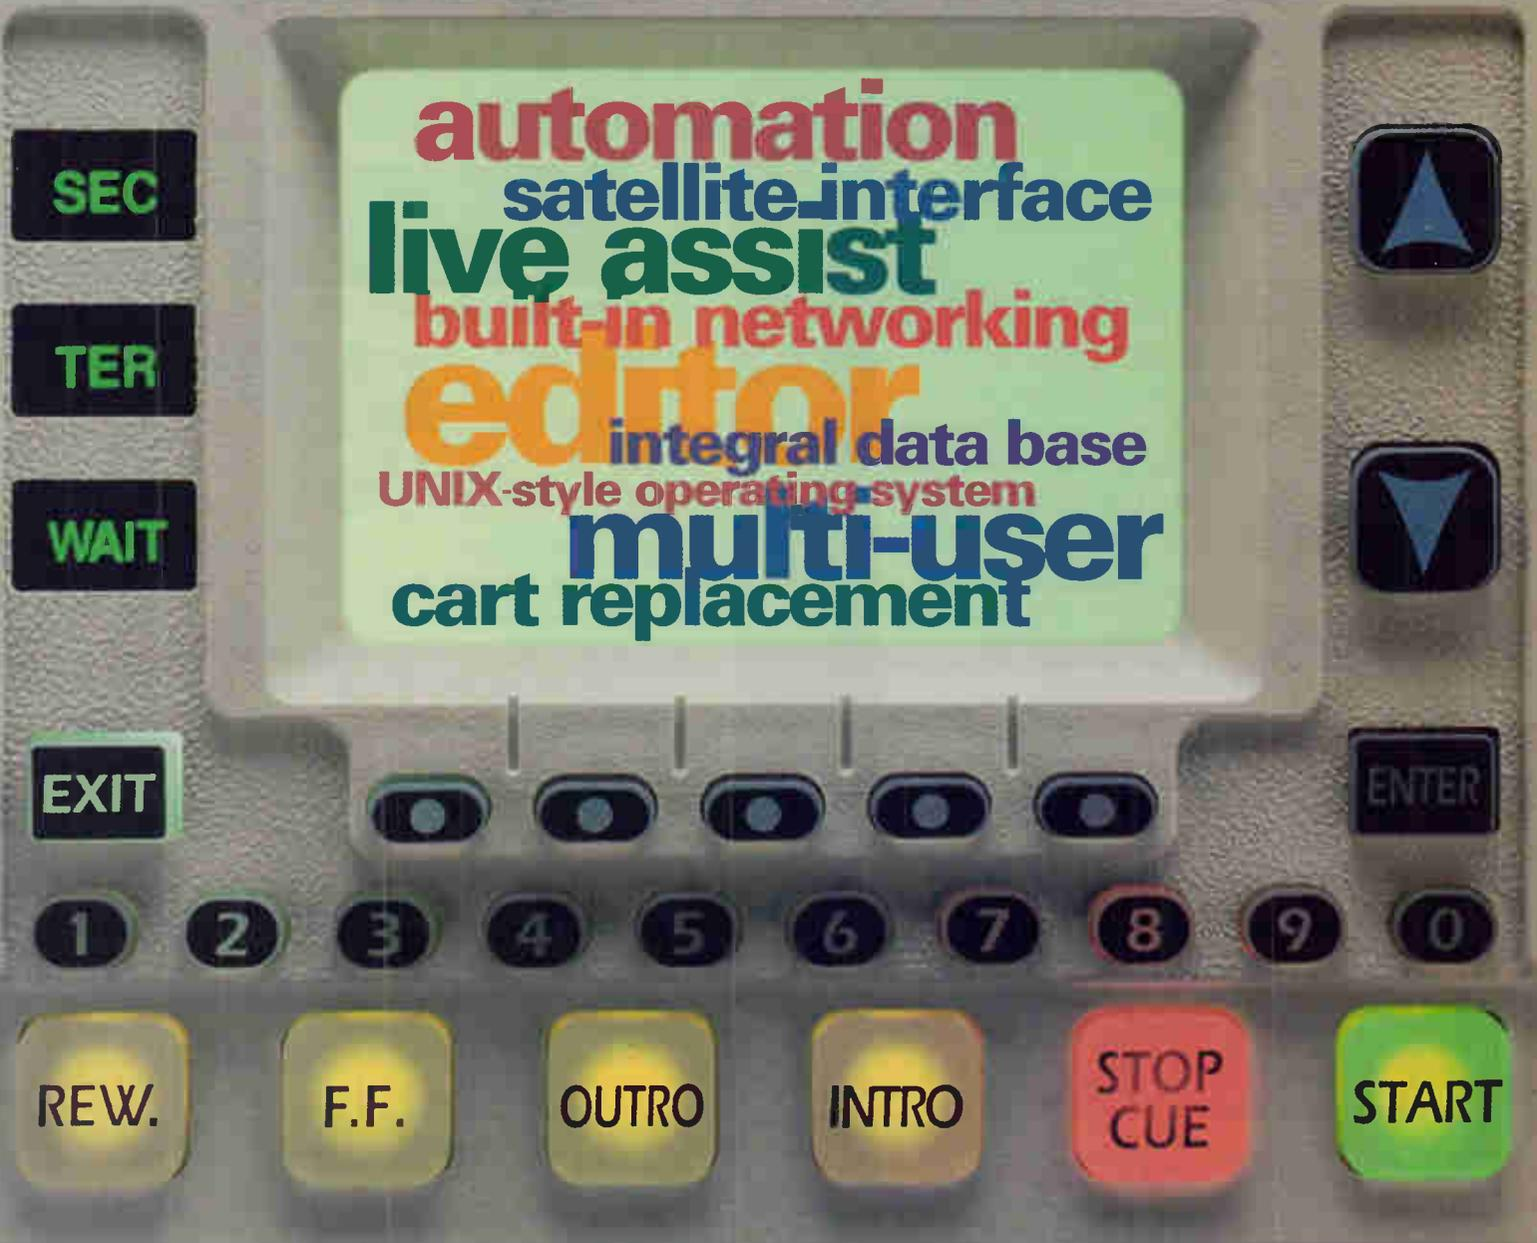 automation
satellite interface
live assist
built-in networking
editor
integral data base
UNIX-style operating system
multi-user
cart replacement
SEC
TER
WAIT
EXIT
ENTER
1 2 3 4 5 6 7 8 9 0
REW. F.F. OUTRO INTRO STOP CUE START